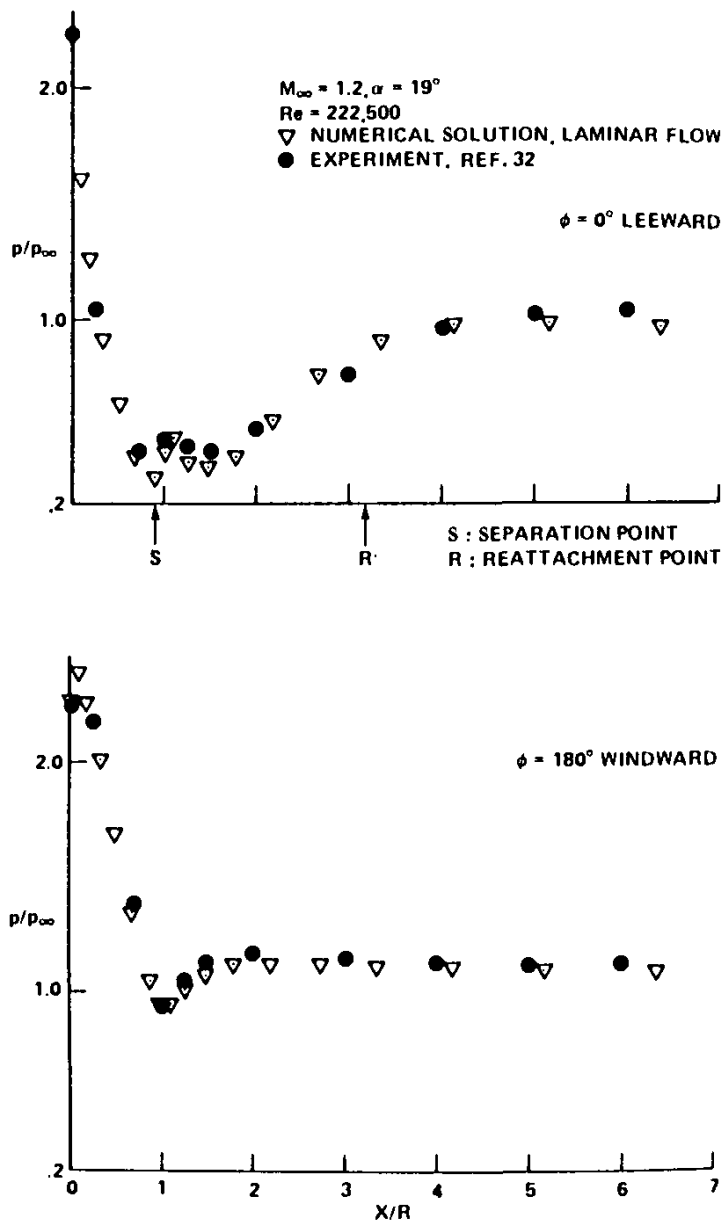 2.0
M∞ = 1.2, α = 19°
Re = 222,500
▽ NUMERICAL SOLUTION, LAMINAR FLOW
● EXPERIMENT, REF. 32
ϕ = 0° LEEWARD
p/p∞
1.0
.2
S
R
S : SEPARATION POINT
R : REATTACHMENT POINT
2.0
ϕ = 180° WINDWARD
p/p∞
1.0
.2
0 1 2 3 4 5 6 7
X/R